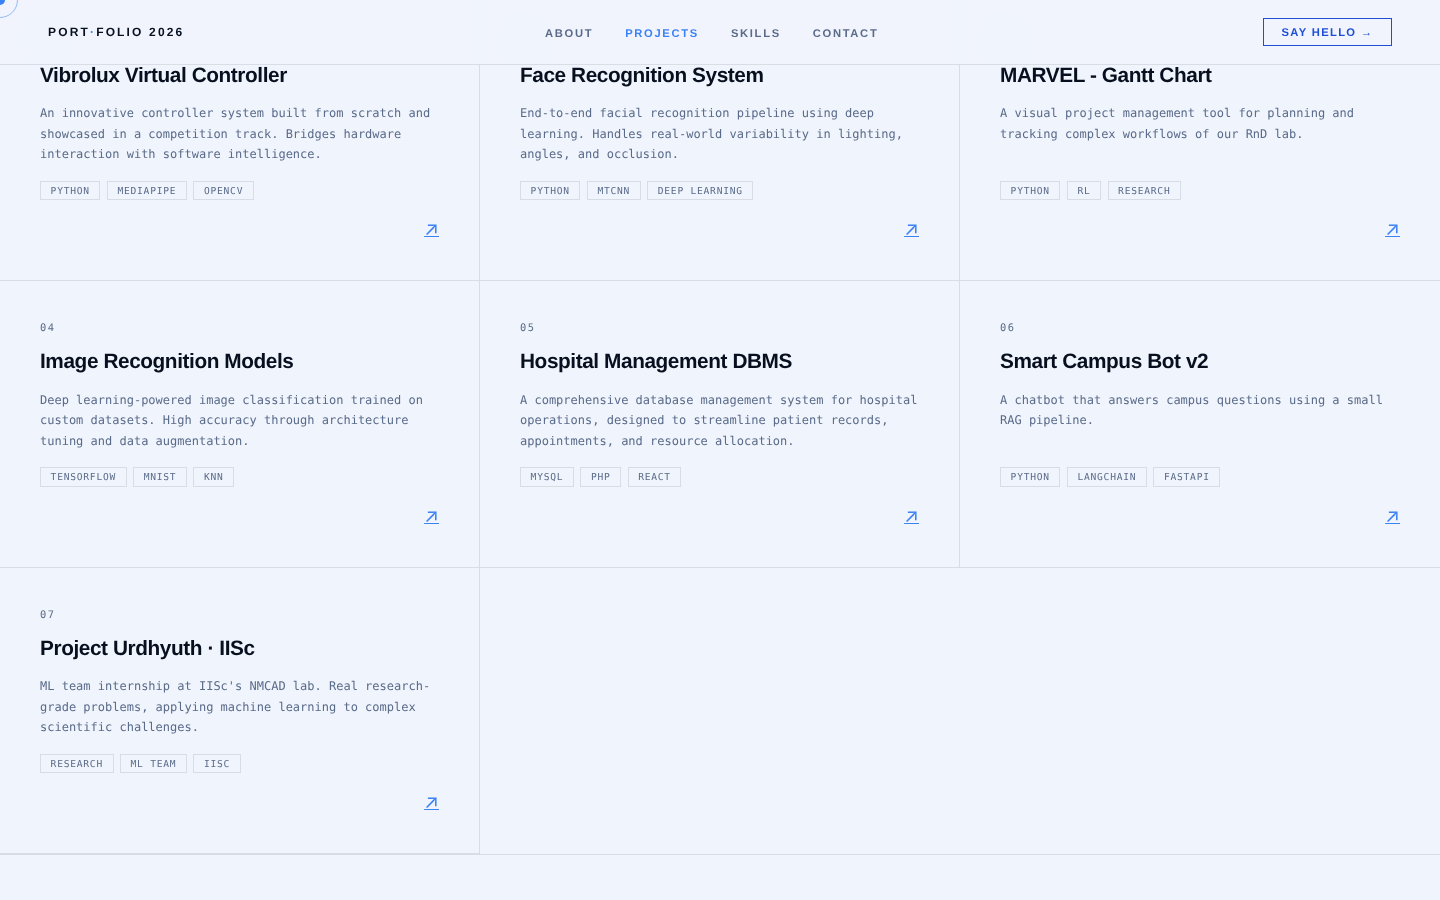 PORT·FOLIO 2026
ABOUT PROJECTS SKILLS CONTACT
SAY HELLO →
Vibrolux Virtual Controller
An innovative controller system built from scratch and
showcased in a competition track. Bridges hardware
interaction with software intelligence.
PYTHON MEDIAPIPE OPENCV
↗
Face Recognition System
End-to-end facial recognition pipeline using deep
learning. Handles real-world variability in lighting,
angles, and occlusion.
PYTHON MTCNN DEEP LEARNING
↗
MARVEL - Gantt Chart
A visual project management tool for planning and
tracking complex workflows of our RnD lab.
PYTHON RL RESEARCH
↗
04
Image Recognition Models
Deep learning-powered image classification trained on
custom datasets. High accuracy through architecture
tuning and data augmentation.
TENSORFLOW MNIST KNN
↗
05
Hospital Management DBMS
A comprehensive database management system for hospital
operations, designed to streamline patient records,
appointments, and resource allocation.
MYSQL PHP REACT
↗
06
Smart Campus Bot v2
A chatbot that answers campus questions using a small
RAG pipeline.
PYTHON LANGCHAIN FASTAPI
↗
07
Project Urdhyuth · IISc
ML team internship at IISc's NMCAD lab. Real research-
grade problems, applying machine learning to complex
scientific challenges.
RESEARCH ML TEAM IISC
↗